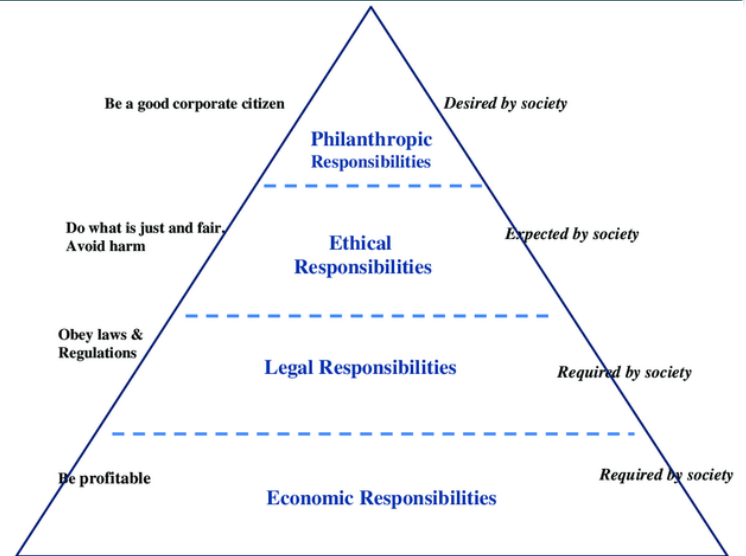 Be a good corporate citizen
Desired by society
Philanthropic
Responsibilities
Do what is just and fair,
Avoid harm
Expected by society
Ethical
Responsibilities
Obey laws &
Regulations
Legal Responsibilities
Required by society
Be profitable
Required by society
Economic Responsibilities